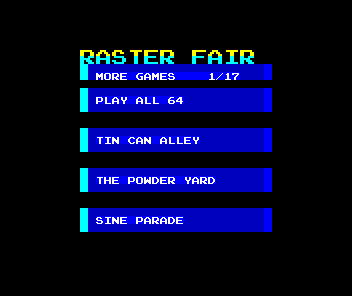 RASTER FAIR
MORE GAMES 1/17
PLAY ALL 64
TIN CAN ALLEY
THE POWDER YARD
SINE PARADE